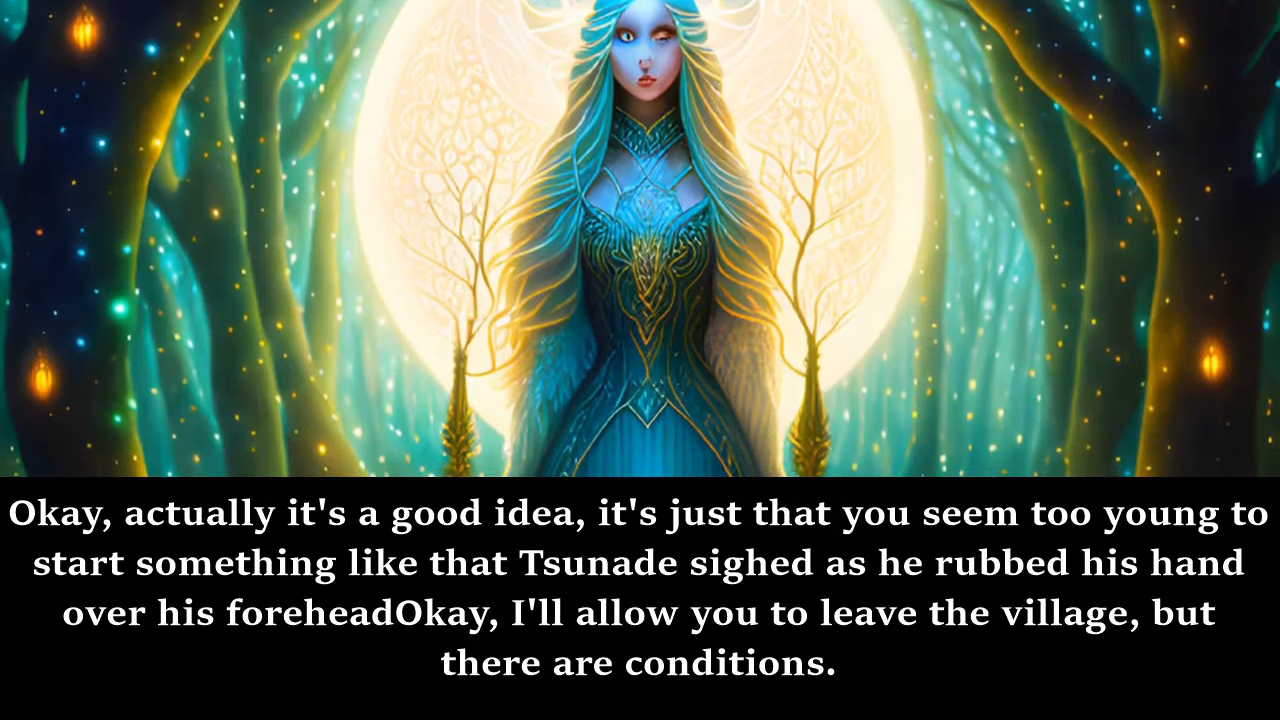 Okay, actually it's a good idea, it's just that you seem too young to
start something like that Tsunade sighed as he rubbed his hand
over his foreheadOkay, I'll allow you to leave the village, but
there are conditions.